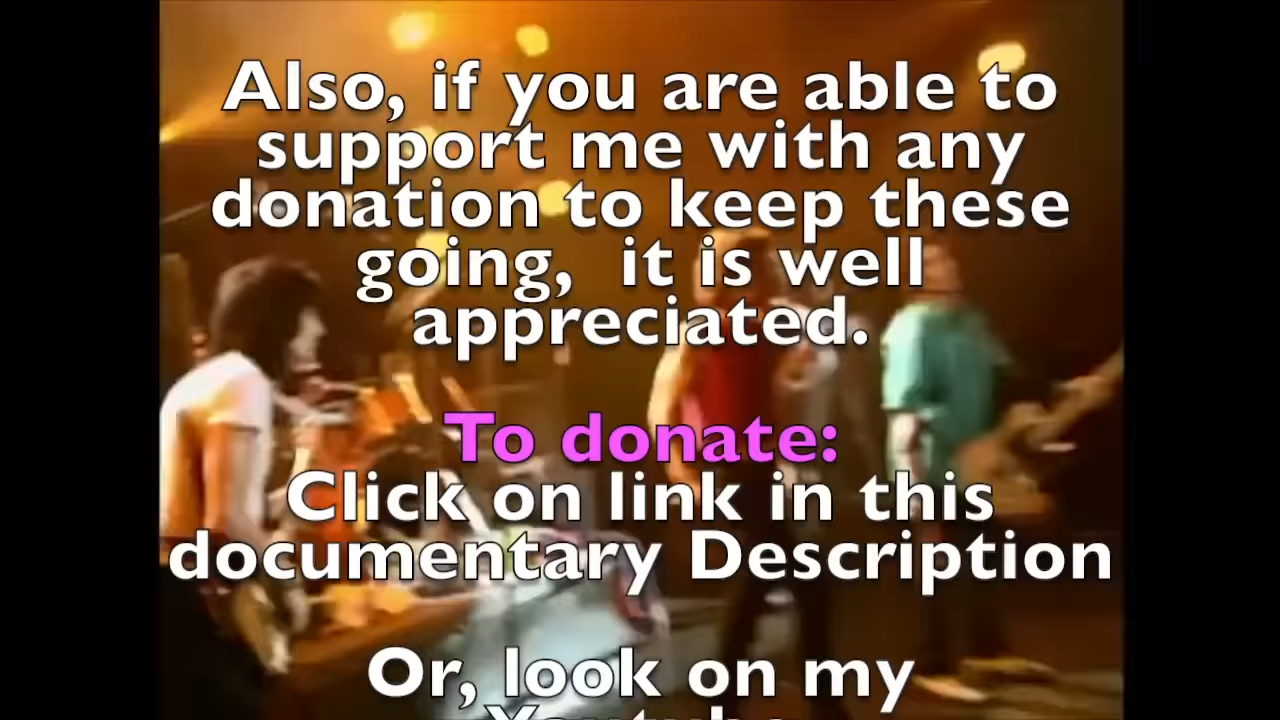 Also, if you are able to
support me with any
donation to keep these
going,  it is well
appreciated.
To donate:
Click on link in this
documentary Description
Or, look on my
Youtube